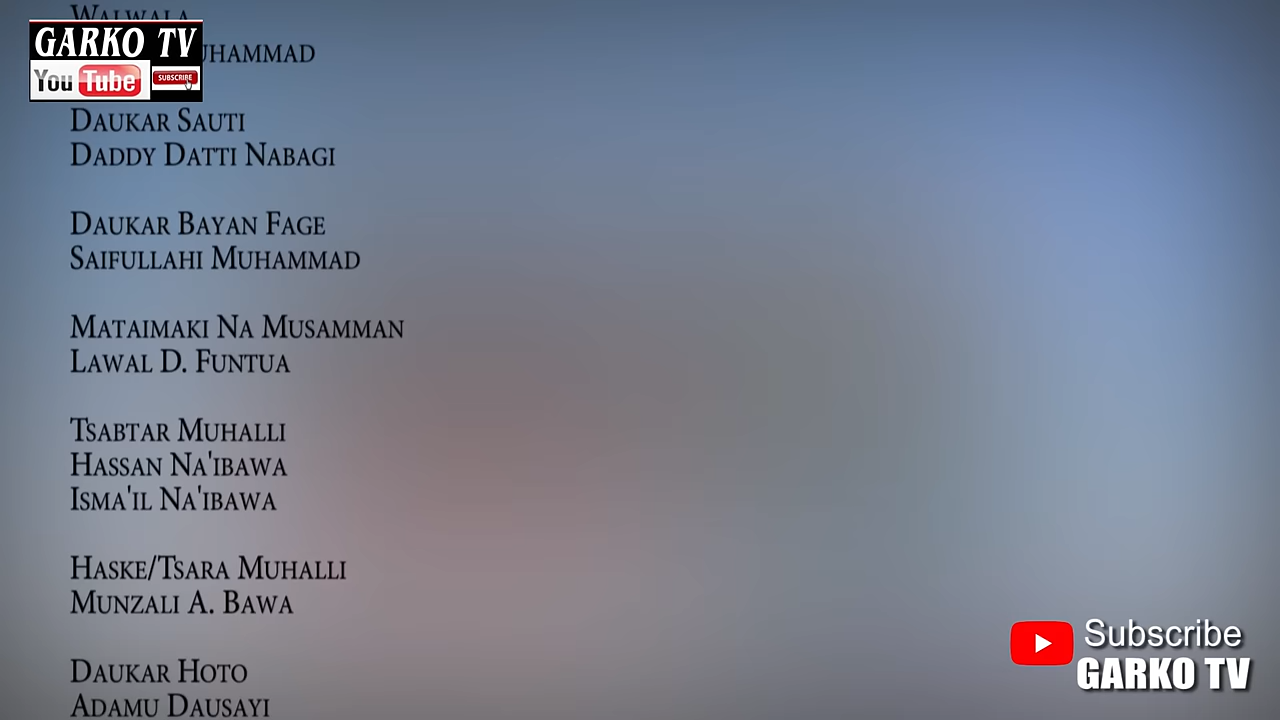 WALWALA
GARKO TV
UHAMMAD
You Tube
SUBSCRIBE
DAUKAR SAUTI
DADDY DATTI NABAGI
DAUKAR BAYAN FAGE
SAIFULLAHI MUHAMMAD
MATAIMAKI NA MUSAMMAN
LAWAL D. FUNTUA
TSABTAR MUHALLI
HASSAN NA'IBAWA
ISMA'IL NA'IBAWA
HASKE/TSARA MUHALLI
MUNZALI A. BAWA
DAUKAR HOTO
ADAMU DAUSAYI
Subscribe
GARKO TV